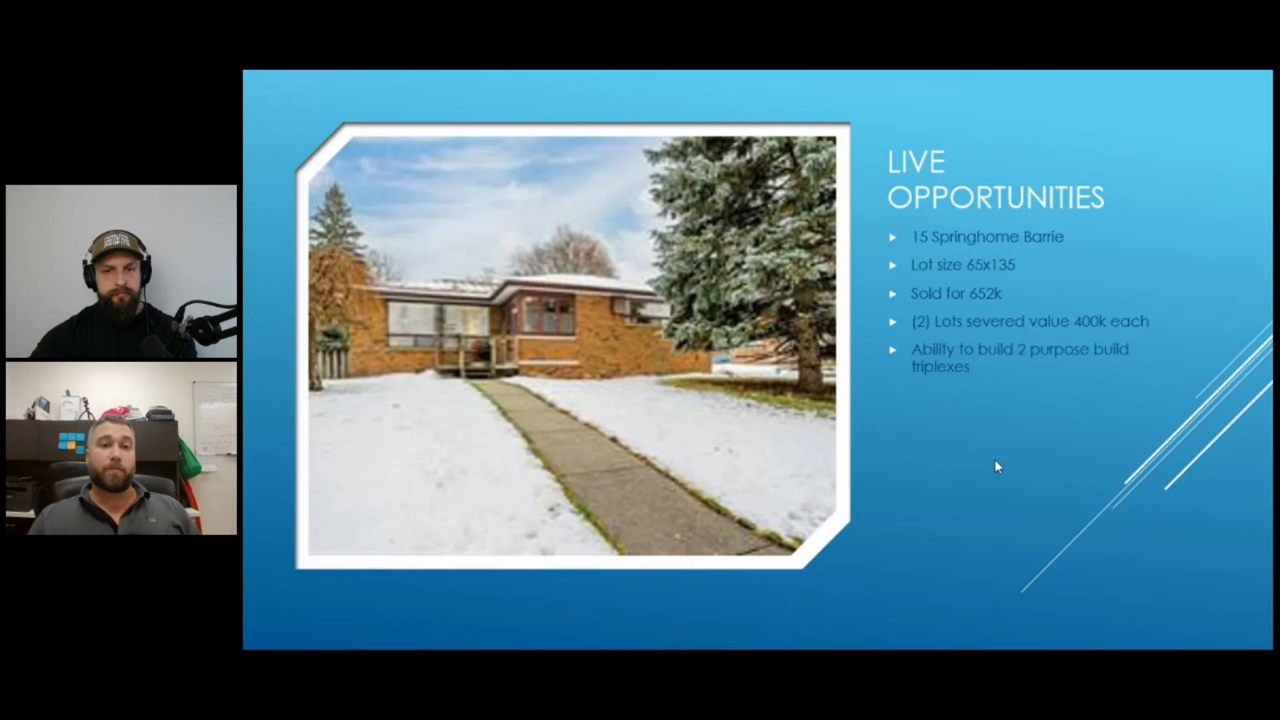 LIVE
OPPORTUNITIES
15 Springhome Barrie
Lot size 65x135
Sold for 652k
(2) Lots severed value 400k each
Ability to build 2 purpose build
triplexes